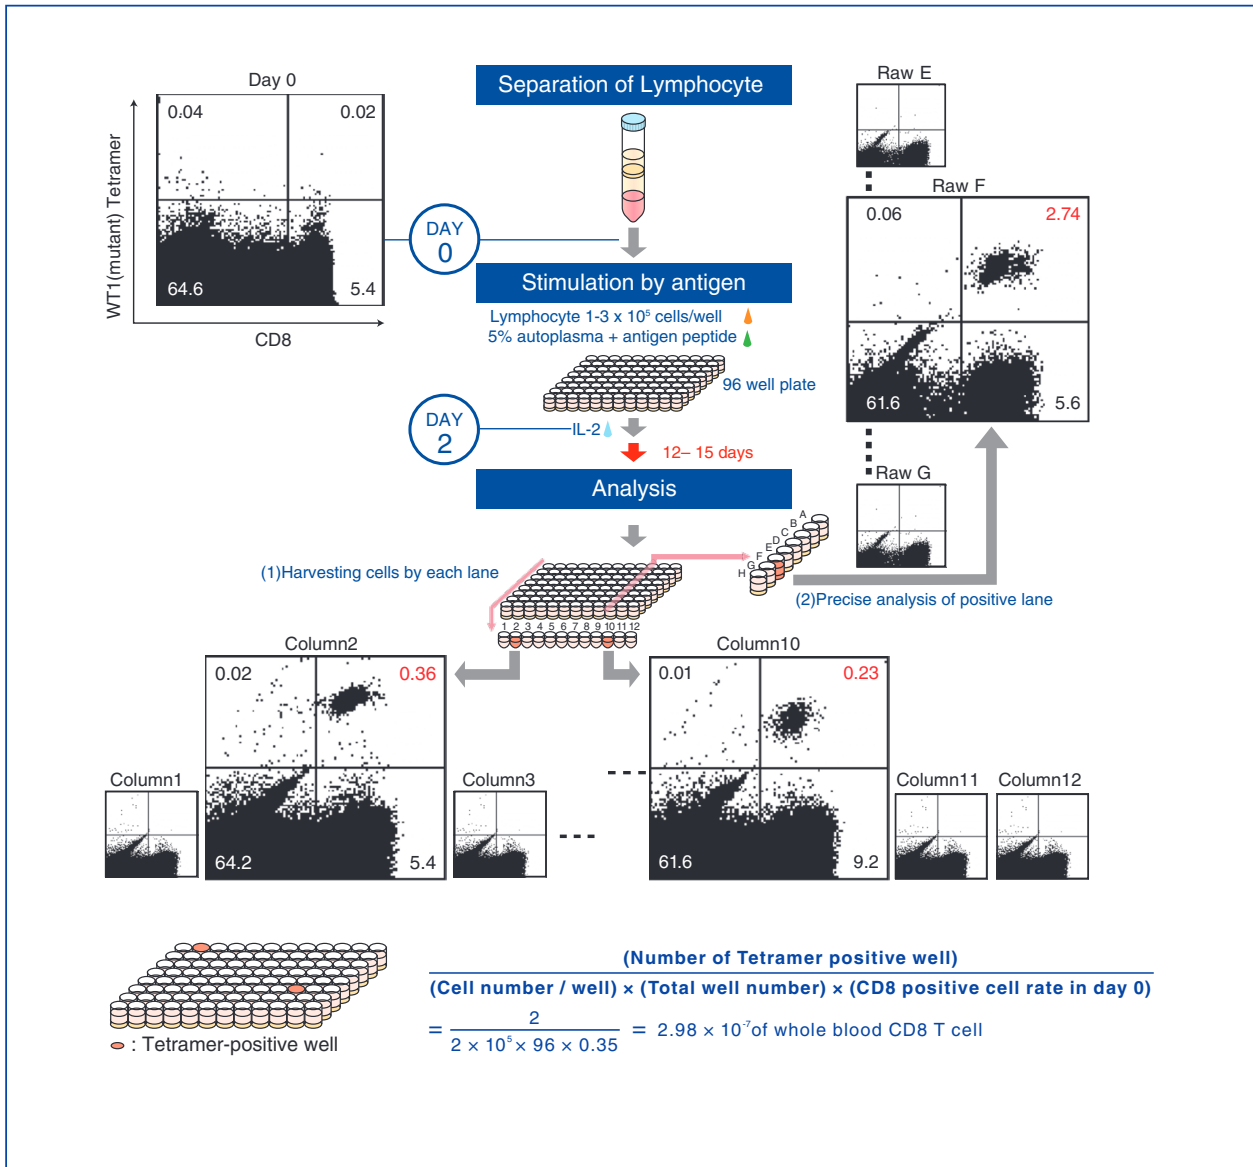 Day 0
0.04
0.02
64.6
5.4
WT1(mutant) Tetramer
CD8
Separation of Lymphocyte
DAY
0
Stimulation by antigen
Lymphocyte 1-3 x 10⁵ cells/well
5% autoplasma + antigen peptide
96 well plate
DAY
2
IL-2
12– 15 days
Analysis
Raw E
Raw F
0.06
2.74
61.6
5.6
Raw G
A
B
C
D
E
F
G
H
(1)Harvesting cells by each lane
(2)Precise analysis of positive lane
1 2 3 4 5 6 7 8 9 10 11 12
Column2
0.02
0.36
64.2
5.4
Column10
0.01
0.23
61.6
9.2
Column1
Column3
Column11
Column12
: Tetramer-positive well
(Number of Tetramer positive well)
(Cell number / well) × (Total well number) × (CD8 positive cell rate in day 0)
= 2 / 2 × 10⁵ × 96 × 0.35 = 2.98 × 10⁻⁷ of whole blood CD8 T cell